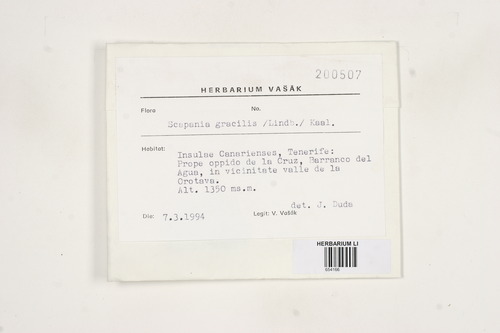 200507
HERBARIUM VAŠÁK
Flora No.
Scapania gracilis /Lindb./ Kaal.
Habitat: Insulae Canarienses, Tenerife:
Prope oppido de la Cruz, Barranco del
Agua, in vicinitate valle de la
Orotava.
Alt. 1350 ms.m.
det. J. Duda
Die: 7.3.1994 Legit: V. Vašák
HERBARIUM LI
654166